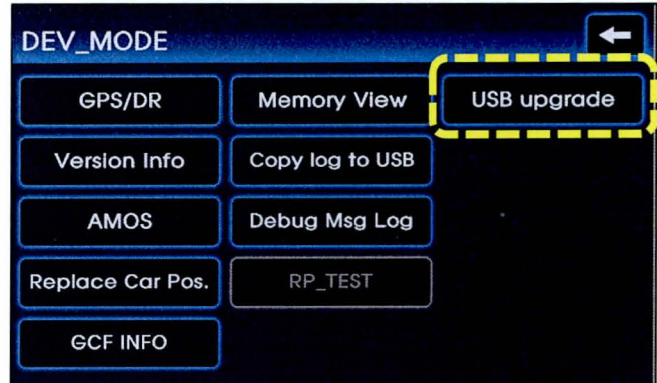 DEV_MODE
GPS/DR
Memory View
USB upgrade
Version Info
Copy log to USB
AMOS
Debug Msg Log
Replace Car Pos.
RP_TEST
GCF INFO